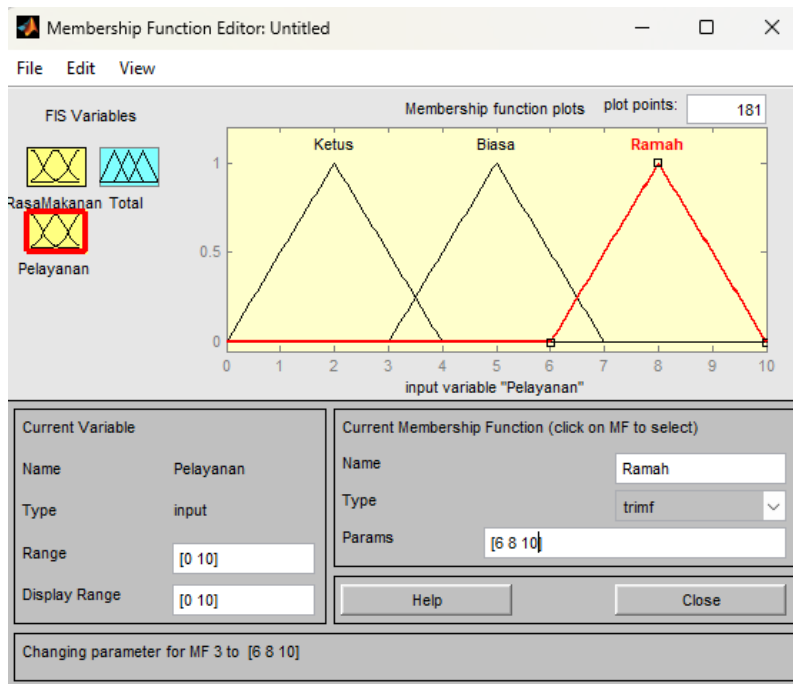 Membership Function Editor: Untitled
File Edit View
FIS Variables
Membership function plots
plot points:
181
RasaMakanan Total
Pelayanan
Ketus Biasa Ramah
1
0.5
0
0 1 2 3 4 5 6 7 8 9 10
input variable "Pelayanan"
Current Variable
Name Pelayanan
Type input
Range [0 10]
Display Range [0 10]
Current Membership Function (click on MF to select)
Name Ramah
Type trimf
Params [6 8 10]
Help Close
Changing parameter for MF 3 to [6 8 10]